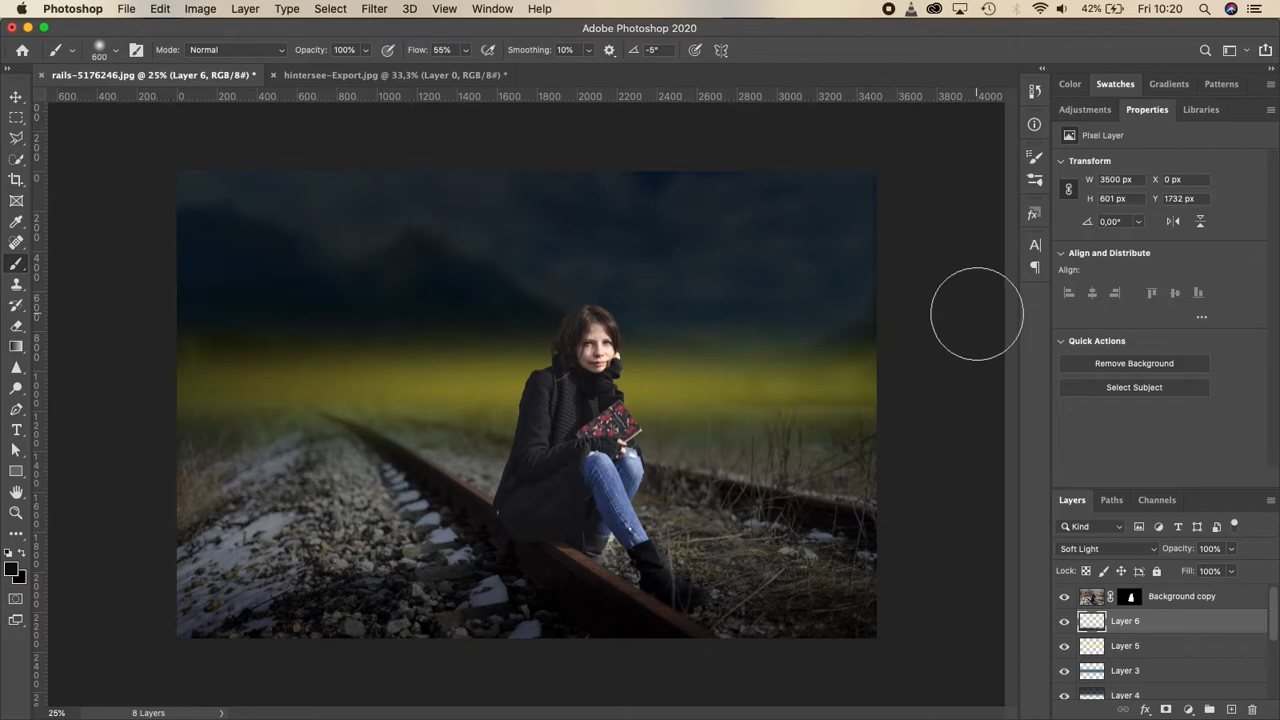 Photoshop File Edit Image Layer Type Select Filter 3D View Window Help 42% Fri 10:20
Adobe Photoshop 2020
600 Mode: Normal Opacity: 100% Flow: 55% Smoothing: 10% -5°
rails-5176246.jpg @ 25% (Layer 6, RGB/8#) * hintersee-Export.jpg @ 33,3% (Layer 0, RGB/8#) *
600 400 200 0 200 400 600 800 1000 1200 1400 1600 1800 2000 2200 2400 2600 2800 3000 3200 3400 3600 3800 4000
Color Swatches Gradients Patterns
Adjustments Properties Libraries
Pixel Layer
Transform
W 3500 px X 0 px
H 601 px Y 1732 px
0,00°
Align and Distribute
Align:
Quick Actions
Remove Background
Select Subject
Layers Paths Channels
Kind
Soft Light Opacity: 100%
Lock: Fill: 100%
Background copy
Layer 6
Layer 5
Layer 3
Layer 4
25% 8 Layers